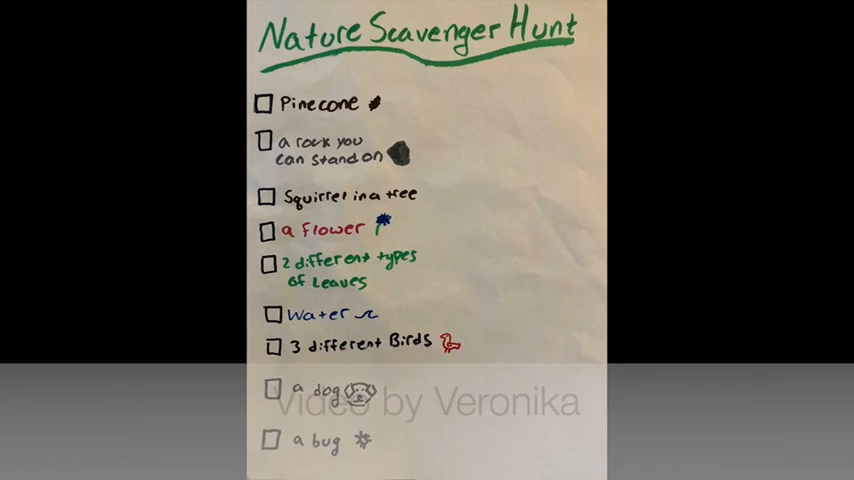 Nature Scavenger Hunt
Pinecone
a rock you
can stand on
Squirrel in a tree
a flower
2 different types
of Leaves
Water
3 different Birds
a dog
Video by Veronika
a bug